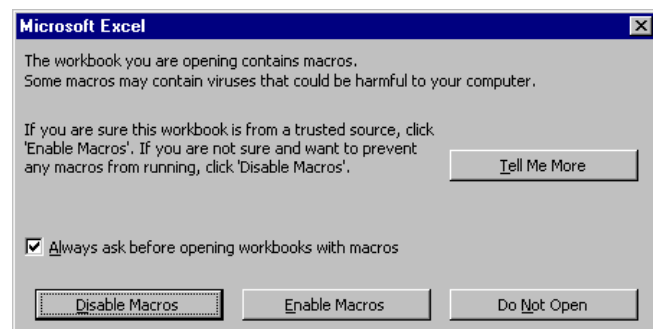 Microsoft Excel
The workbook you are opening contains macros.
Some macros may contain viruses that could be harmful to your computer.
If you are sure this workbook is from a trusted source, click
'Enable Macros'. If you are not sure and want to prevent
any macros from running, click 'Disable Macros'.
Tell Me More
Always ask before opening workbooks with macros
Disable Macros
Enable Macros
Do Not Open